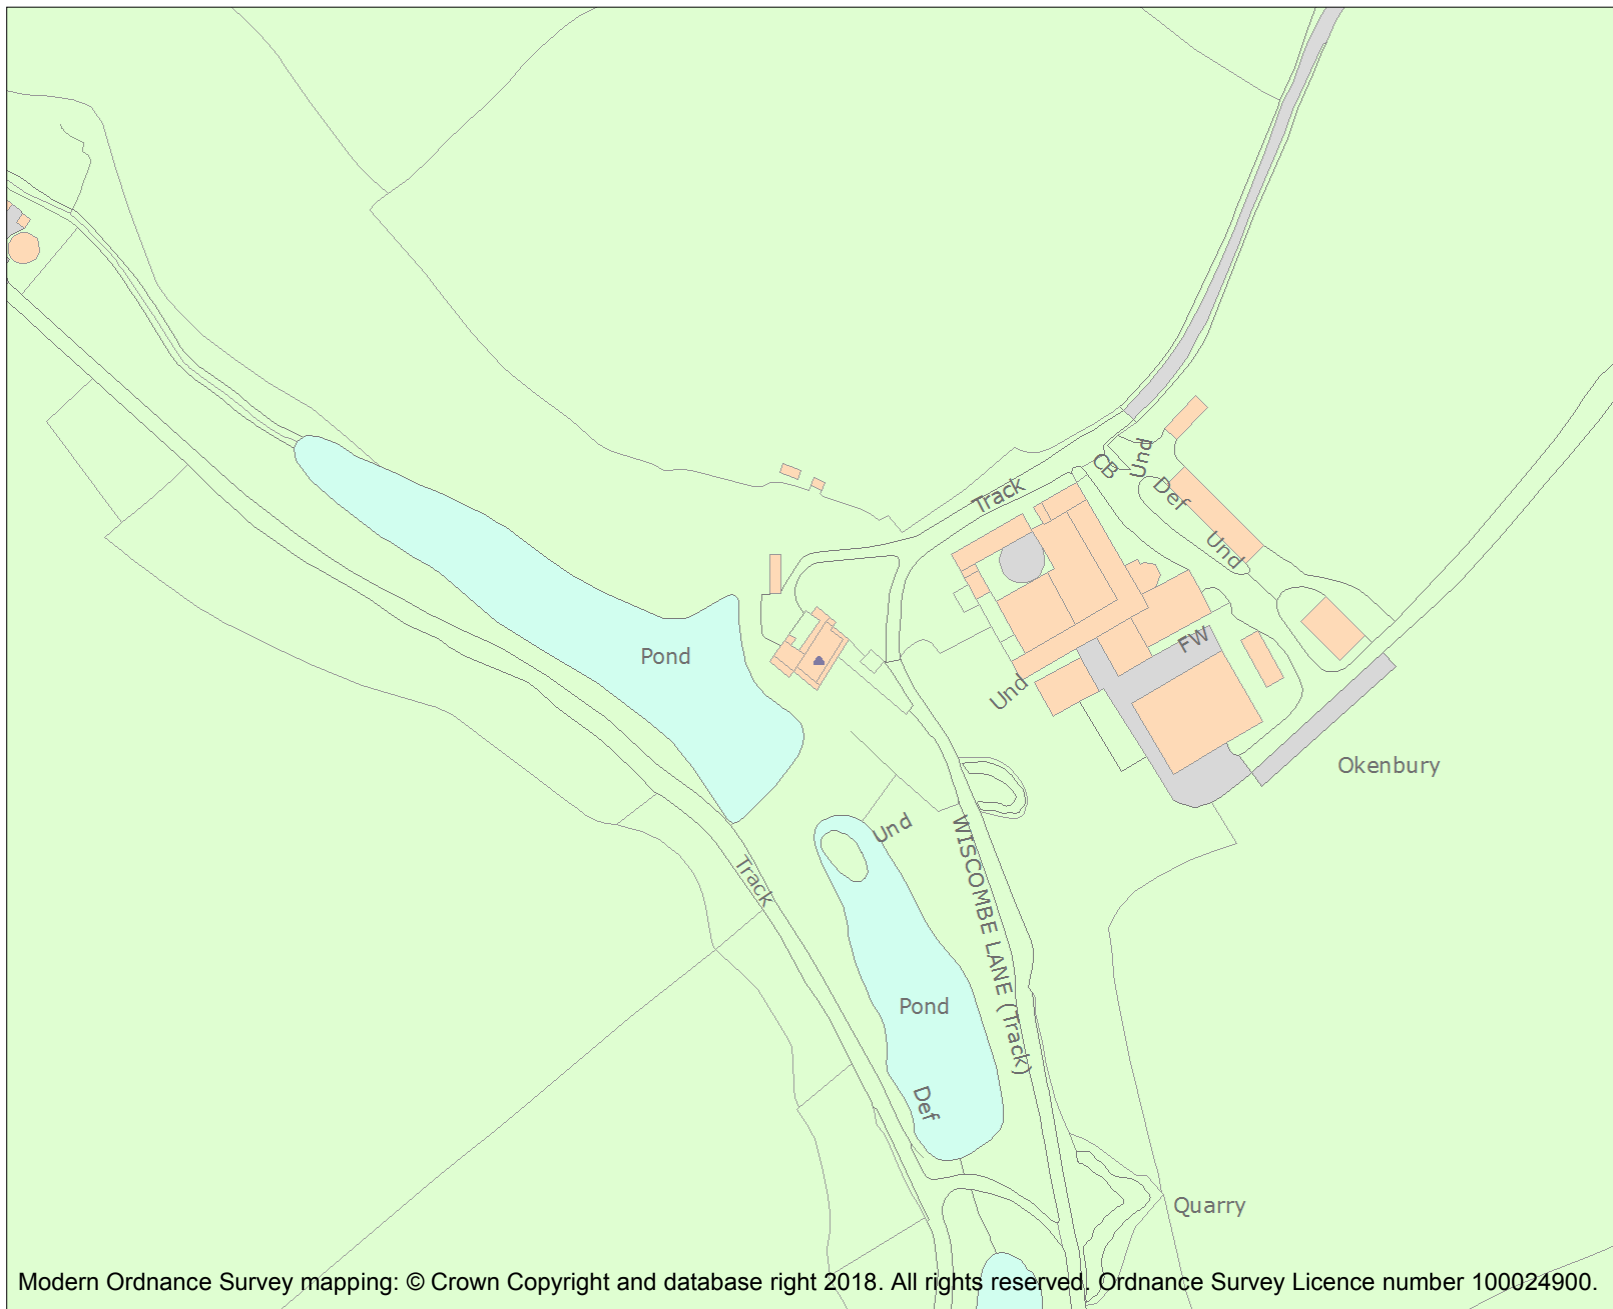 Und
CB
Track
Def
Und
FW
Pond
Und
Okenbury
Und
WISCOMBE LANE (Track)
Track
Pond
Def
Quarry
Modern Ordnance Survey mapping: © Crown Copyright and database right 2018. All rights reserved. Ordnance Survey Licence number 100024900.